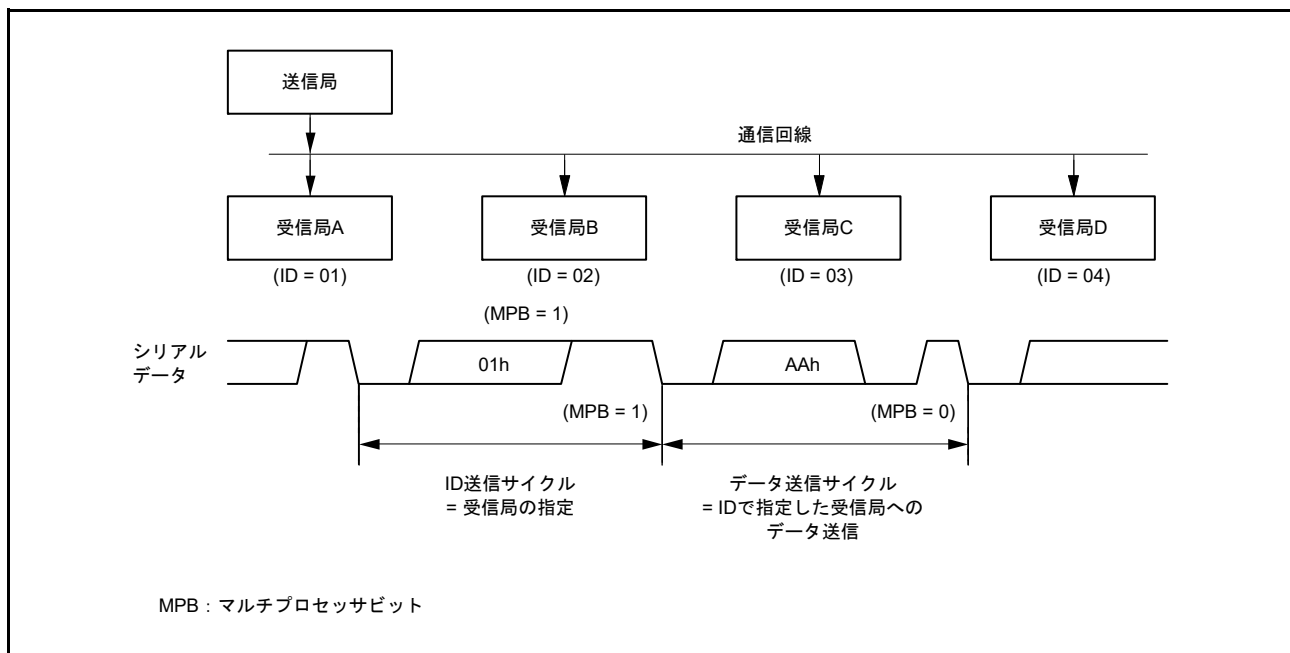 送信局
通信回線
受信局A
受信局B
受信局C
受信局D
(ID = 01)
(ID = 02)
(ID = 03)
(ID = 04)
(MPB = 1)
シリアル
データ
01h
AAh
(MPB = 1)
(MPB = 0)
ID送信サイクル
= 受信局の指定
データ送信サイクル
= IDで指定した受信局への
データ送信
MPB：マルチプロセッサビット